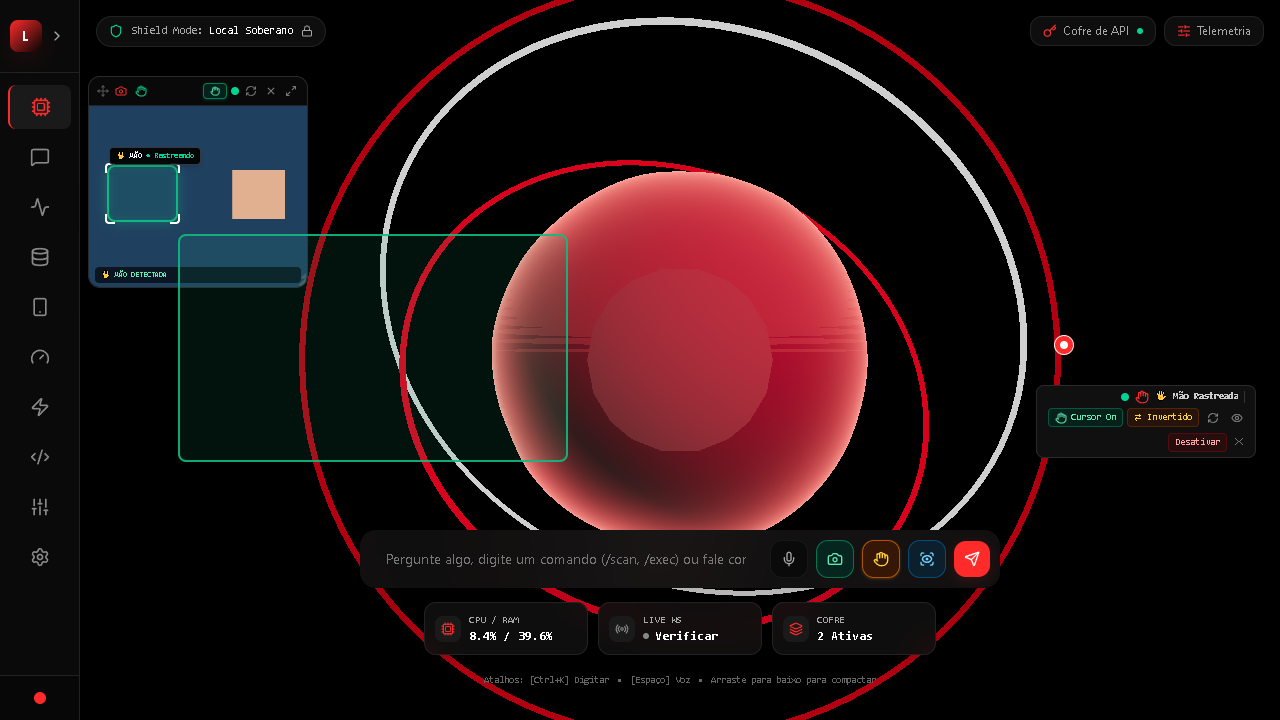 L
Shield Mode: Local Soberano
Cofre de API
Telemetria
MÃO • Rastreando
MÃO DETECTADA
Mão Rastreada
Cursor On
Invertido
Desativar
Pergunte algo, digite um comando (/scan, /exec) ou fale cor
CPU / RAM
8.4% / 39.6%
LIVE WS
Verificar
COFRE
2 Ativas
Atalhos: [Ctrl+K] Digitar • [Espaço] Voz • Arraste para baixo para compactar